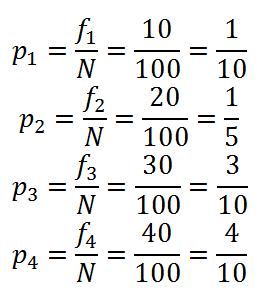 p₁ = f₁/N = 10/100 = 1/10
p₂ = f₂/N = 20/100 = 1/5
p₃ = f₃/N = 30/100 = 3/10
p₄ = f₄/N = 40/100 = 4/10